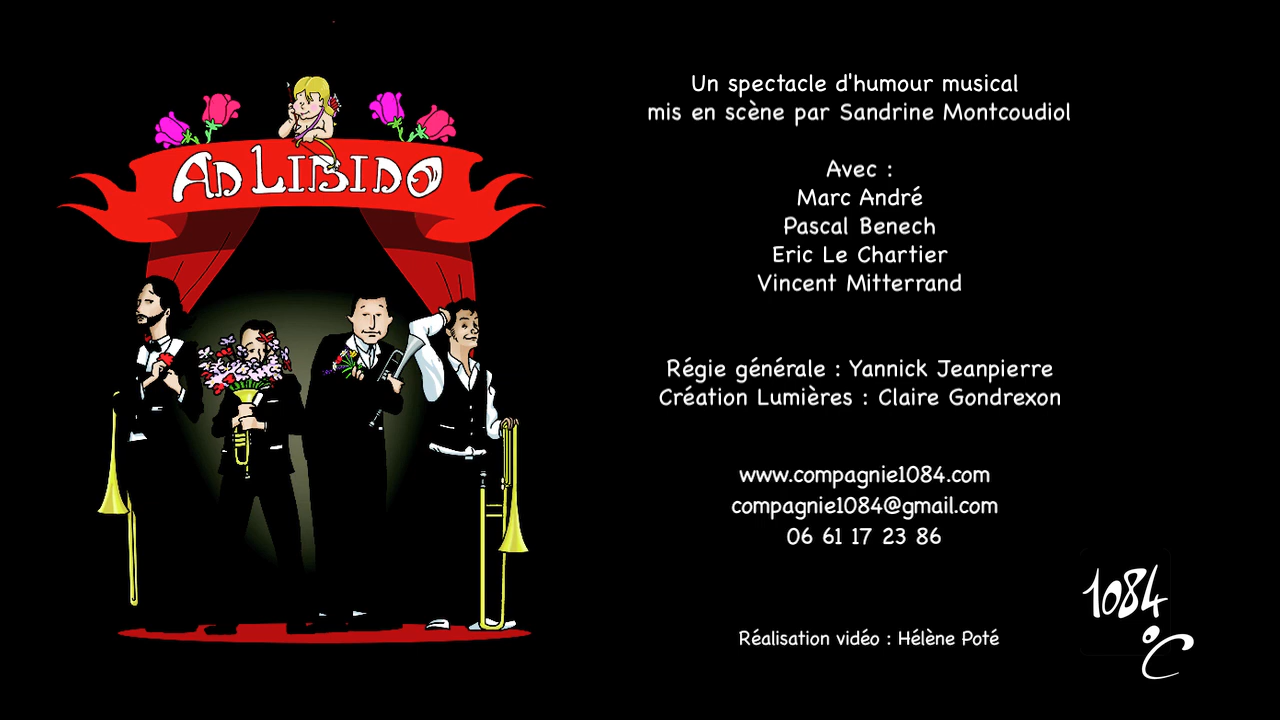 AD LIBIDO
Un spectacle d'humour musical
mis en scène par Sandrine Montcoudiol
Avec :
Marc André
Pascal Benech
Eric Le Chartier
Vincent Mitterrand
Régie générale : Yannick Jeanpierre
Création Lumières : Claire Gondrexon
www.compagnie1084.com
compagnie1084@gmail.com
06 61 17 23 86
Réalisation vidéo : Hélène Poté
1084
°C